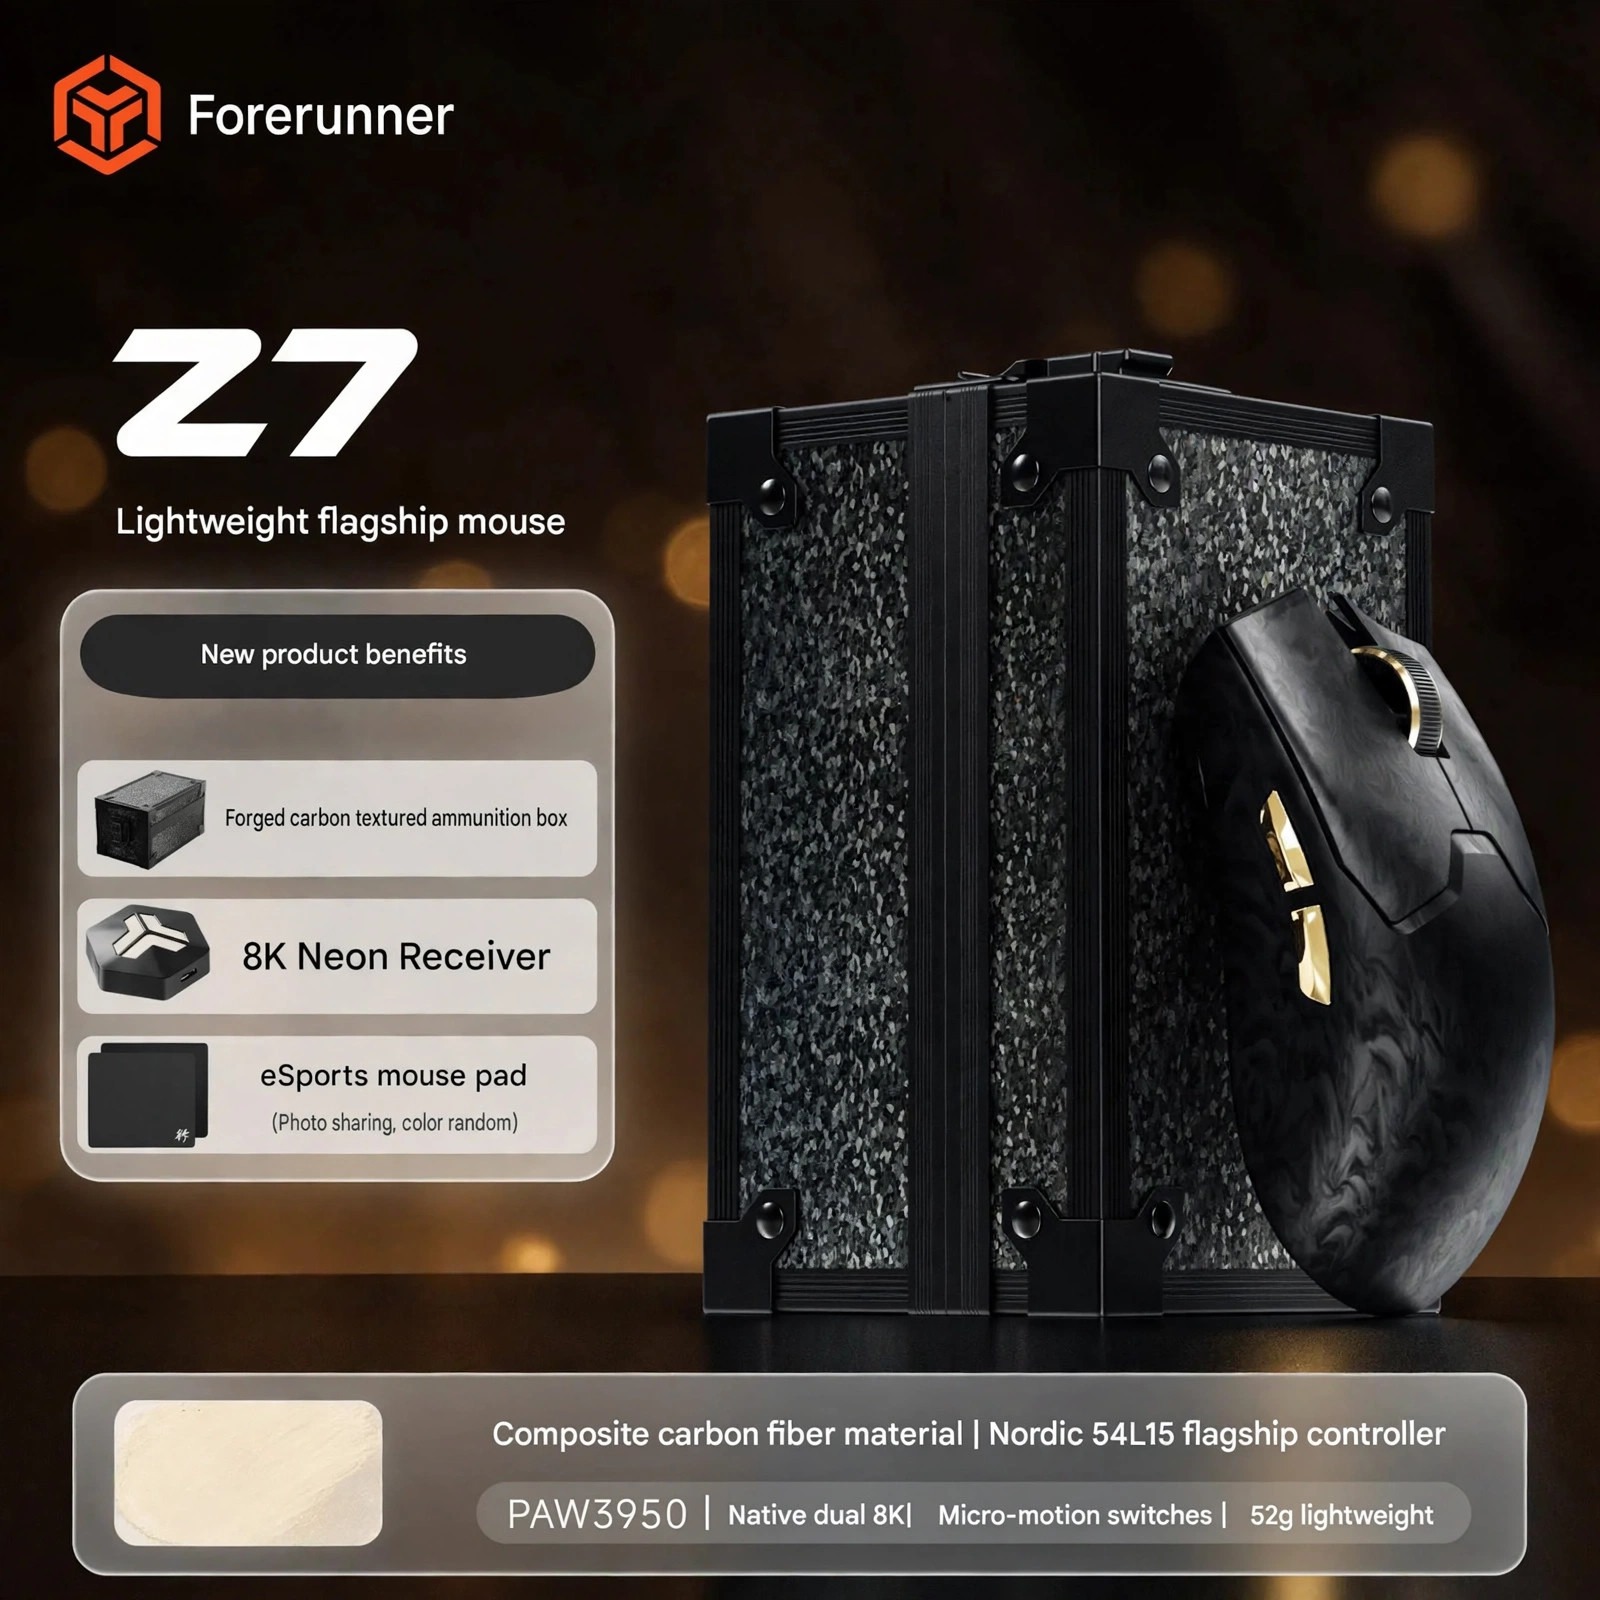 Forerunner
Z7
Lightweight flagship mouse
New product benefits
Forged carbon textured ammunition box
8K Neon Receiver
eSports mouse pad
(Photo sharing, color random)
Composite carbon fiber material | Nordic 54L15 flagship controller
PAW3950 | Native dual 8K| Micro-motion switches | 52g lightweight